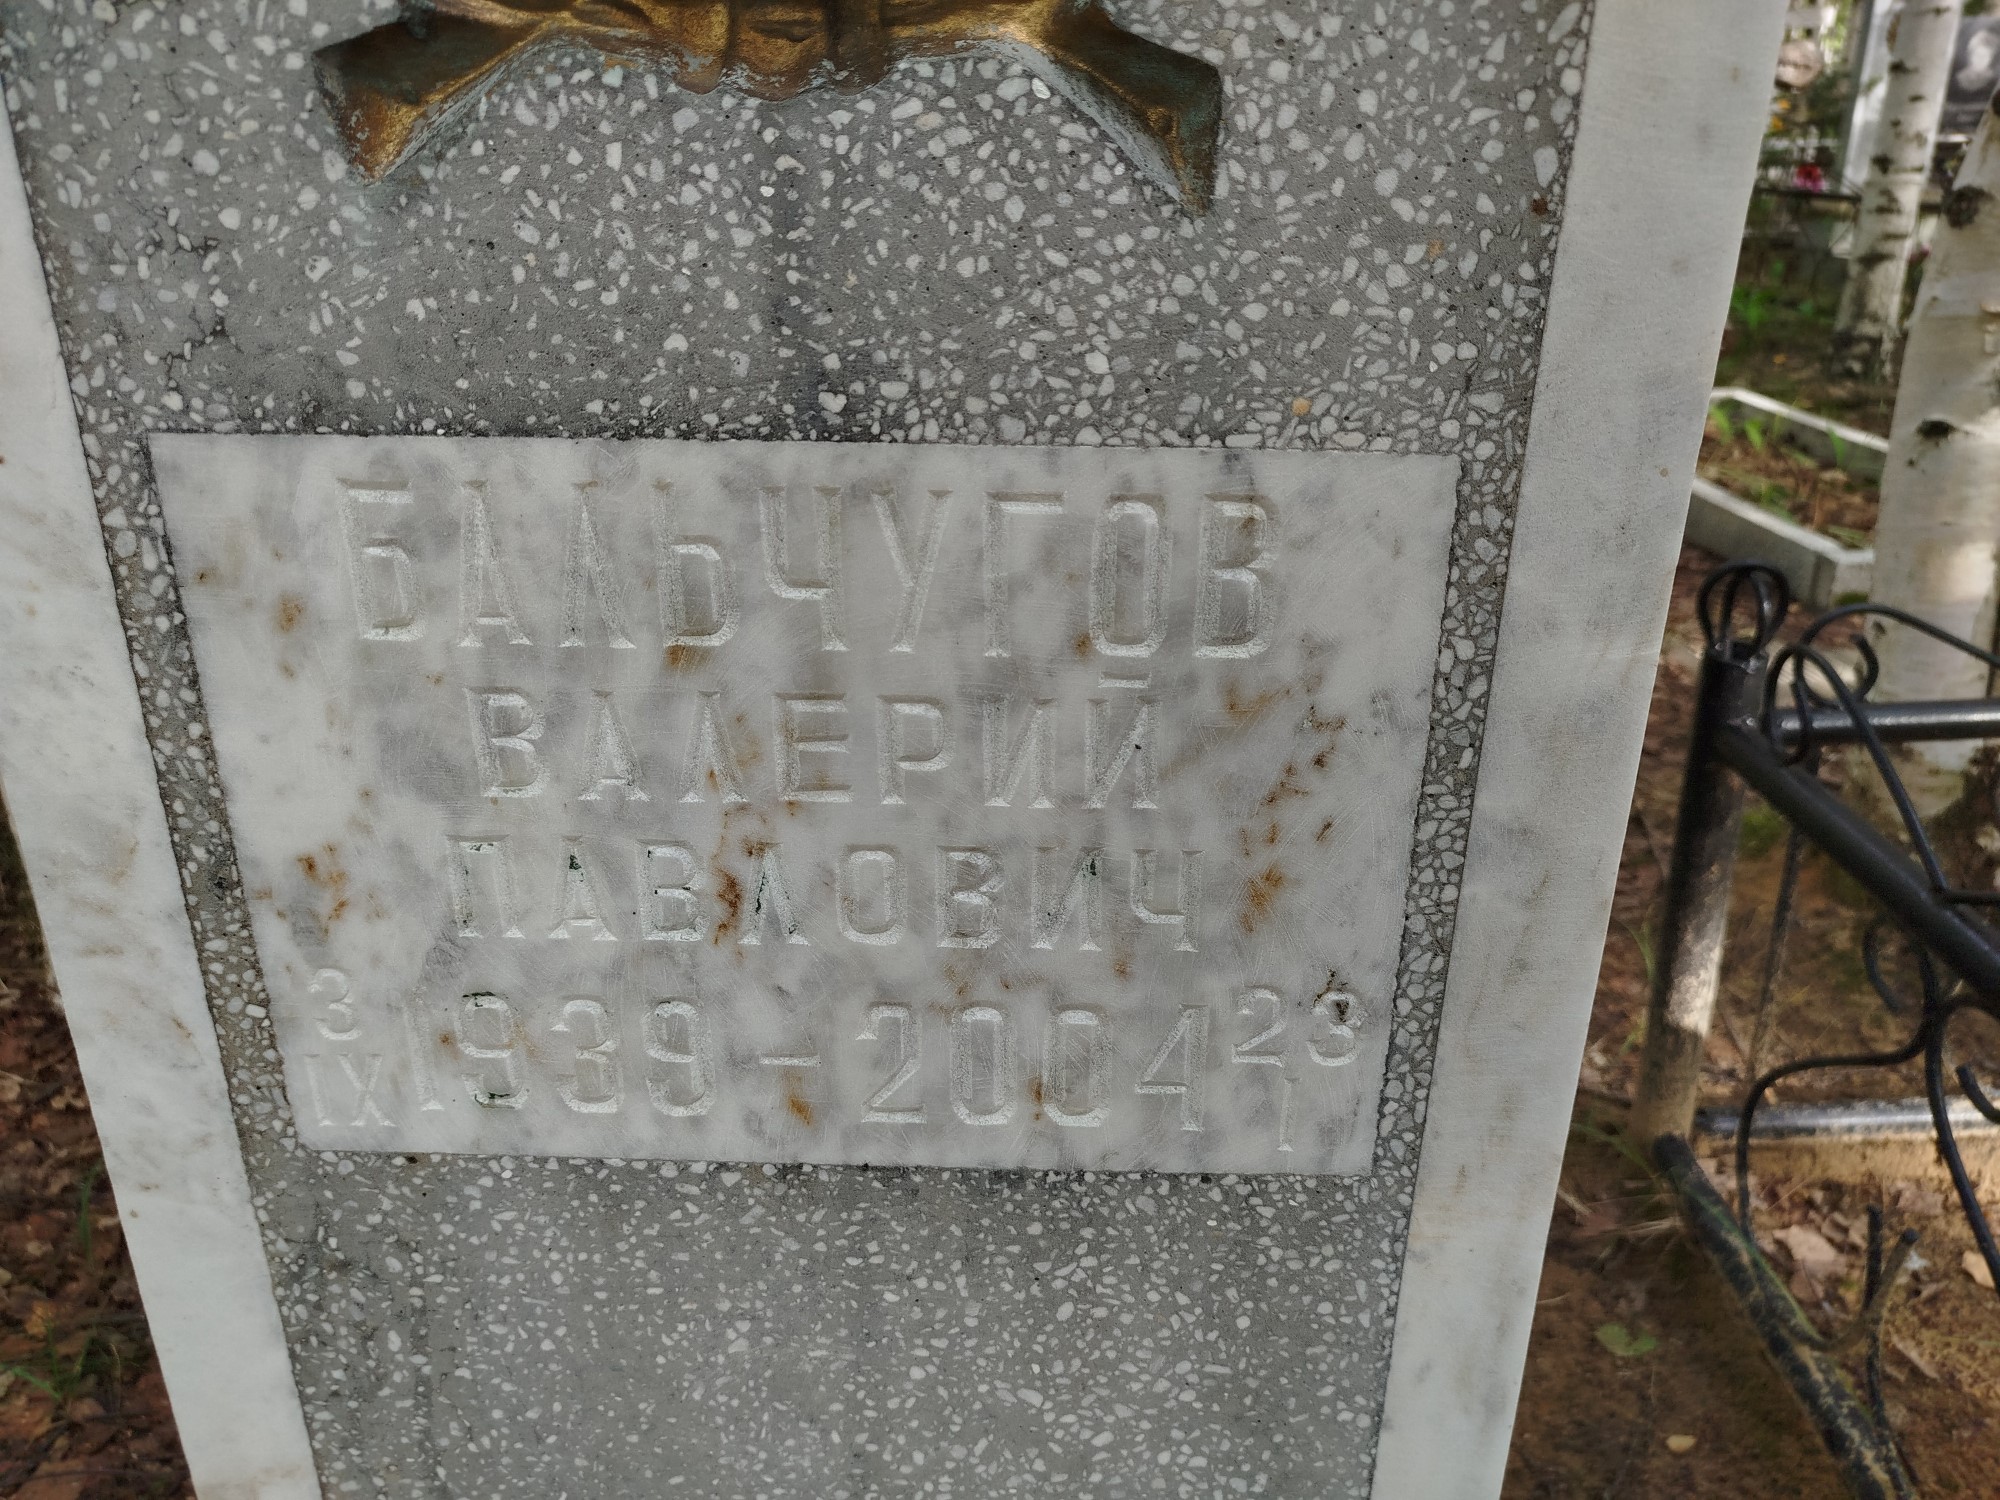 БАЛЬЧУГОВ
ВАЛЕРИЙ
ПАВЛОВИЧ
3 IX 1939-2004 23 I